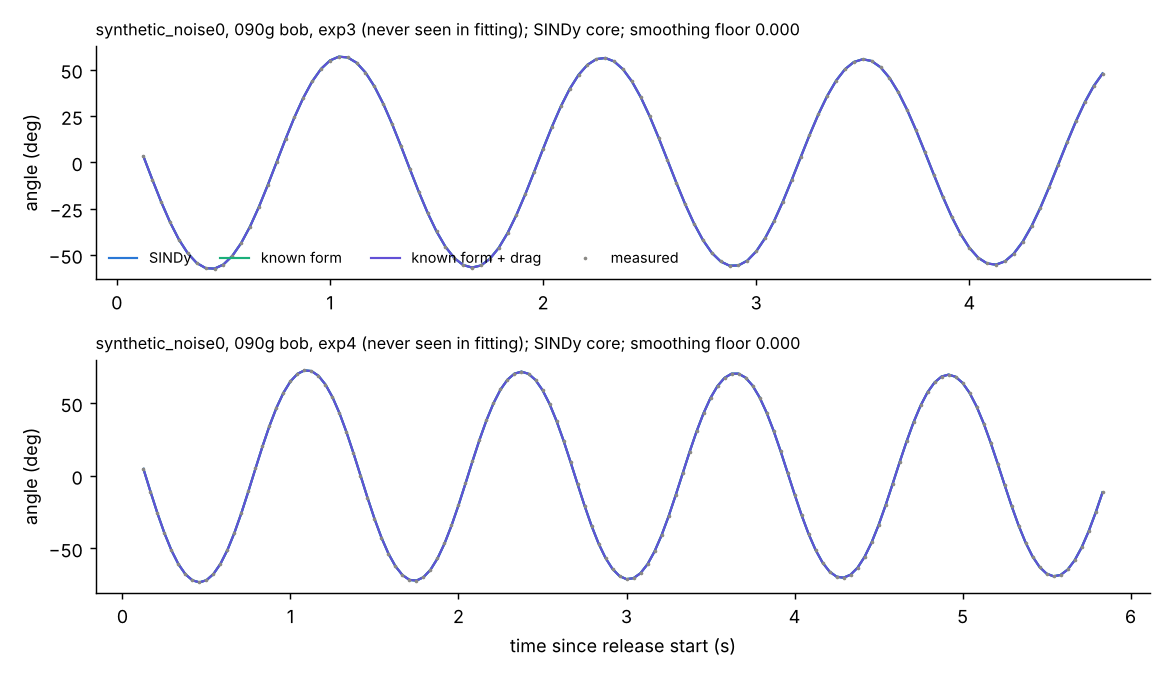 synthetic_noise0, 090g bob, exp3 (never seen in fitting); SINDy core; smoothing floor 0.000
angle (deg)
50
25
0
−25
−50
SINDy known form known form + drag measured
0 1 2 3 4
synthetic_noise0, 090g bob, exp4 (never seen in fitting); SINDy core; smoothing floor 0.000
angle (deg)
50
0
−50
0 1 2 3 4 5 6
time since release start (s)